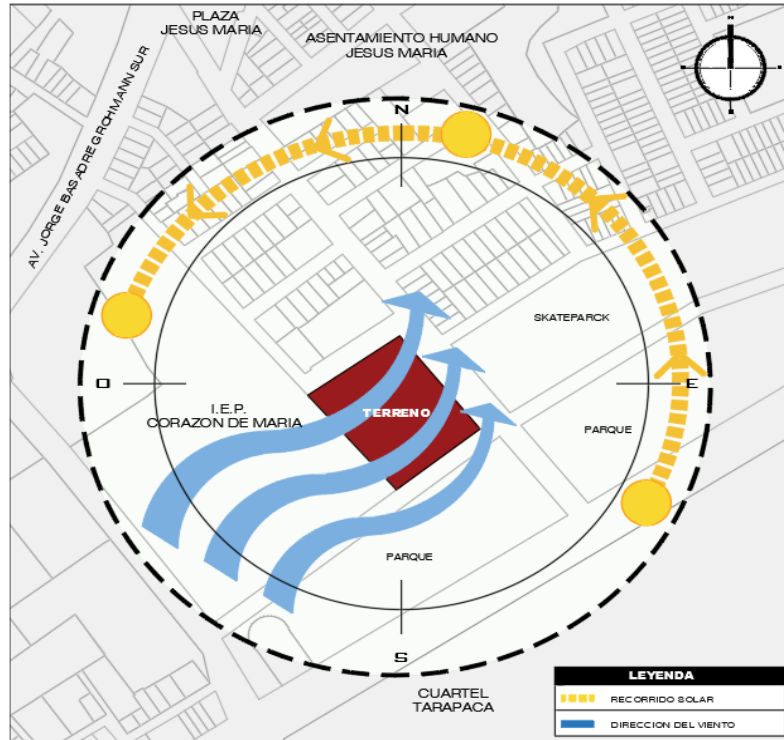 PLAZA
JESUS MARIA
ASENTAMIENTO HUMANO
JESUS MARIA
AV. JORGE BASADRE GROHMANN SUR
N
SKATEPARCK
O
E
I.E.P.
CORAZON DE MARIA
TERRENO
PARQUE
PARQUE
S
CUARTEL
TARAPACA
LEYENDA
RECORRIDO SOLAR
DIRECCION DEL VIENTO